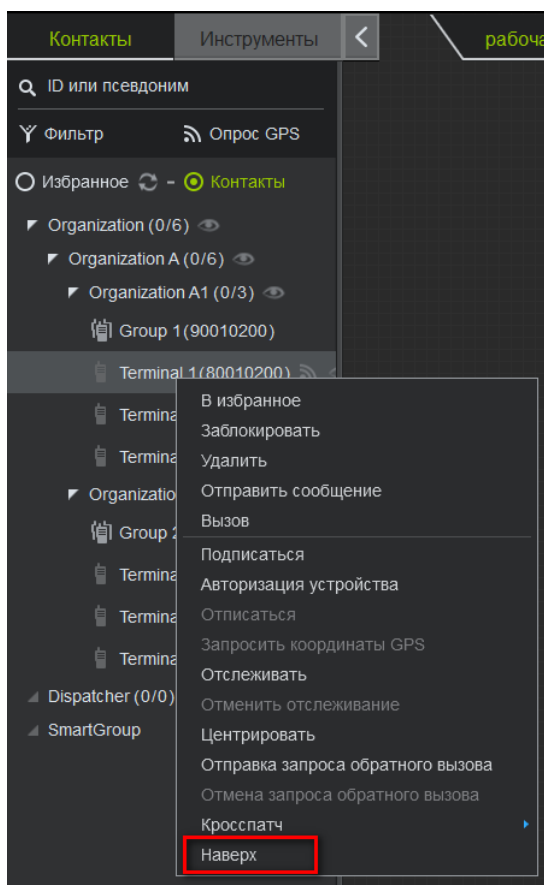 Контакты Инструменты
ID или псевдоним
Фильтр Опрос GPS
Избранное - Контакты
Organization (0/6)
Organization A (0/6)
Organization A1 (0/3)
Group 1(90010200)
Terminal 1(80010200)
В избранное
Заблокировать
Удалить
Отправить сообщение
Вызов
Подписаться
Авторизация устройства
Отписаться
Запросить координаты GPS
Отслеживать
Отменить отслеживание
Центрировать
Отправка запроса обратного вызова
Отмена запроса обратного вызова
Кросспатч
Наверх
Dispatcher (0/0)
SmartGroup